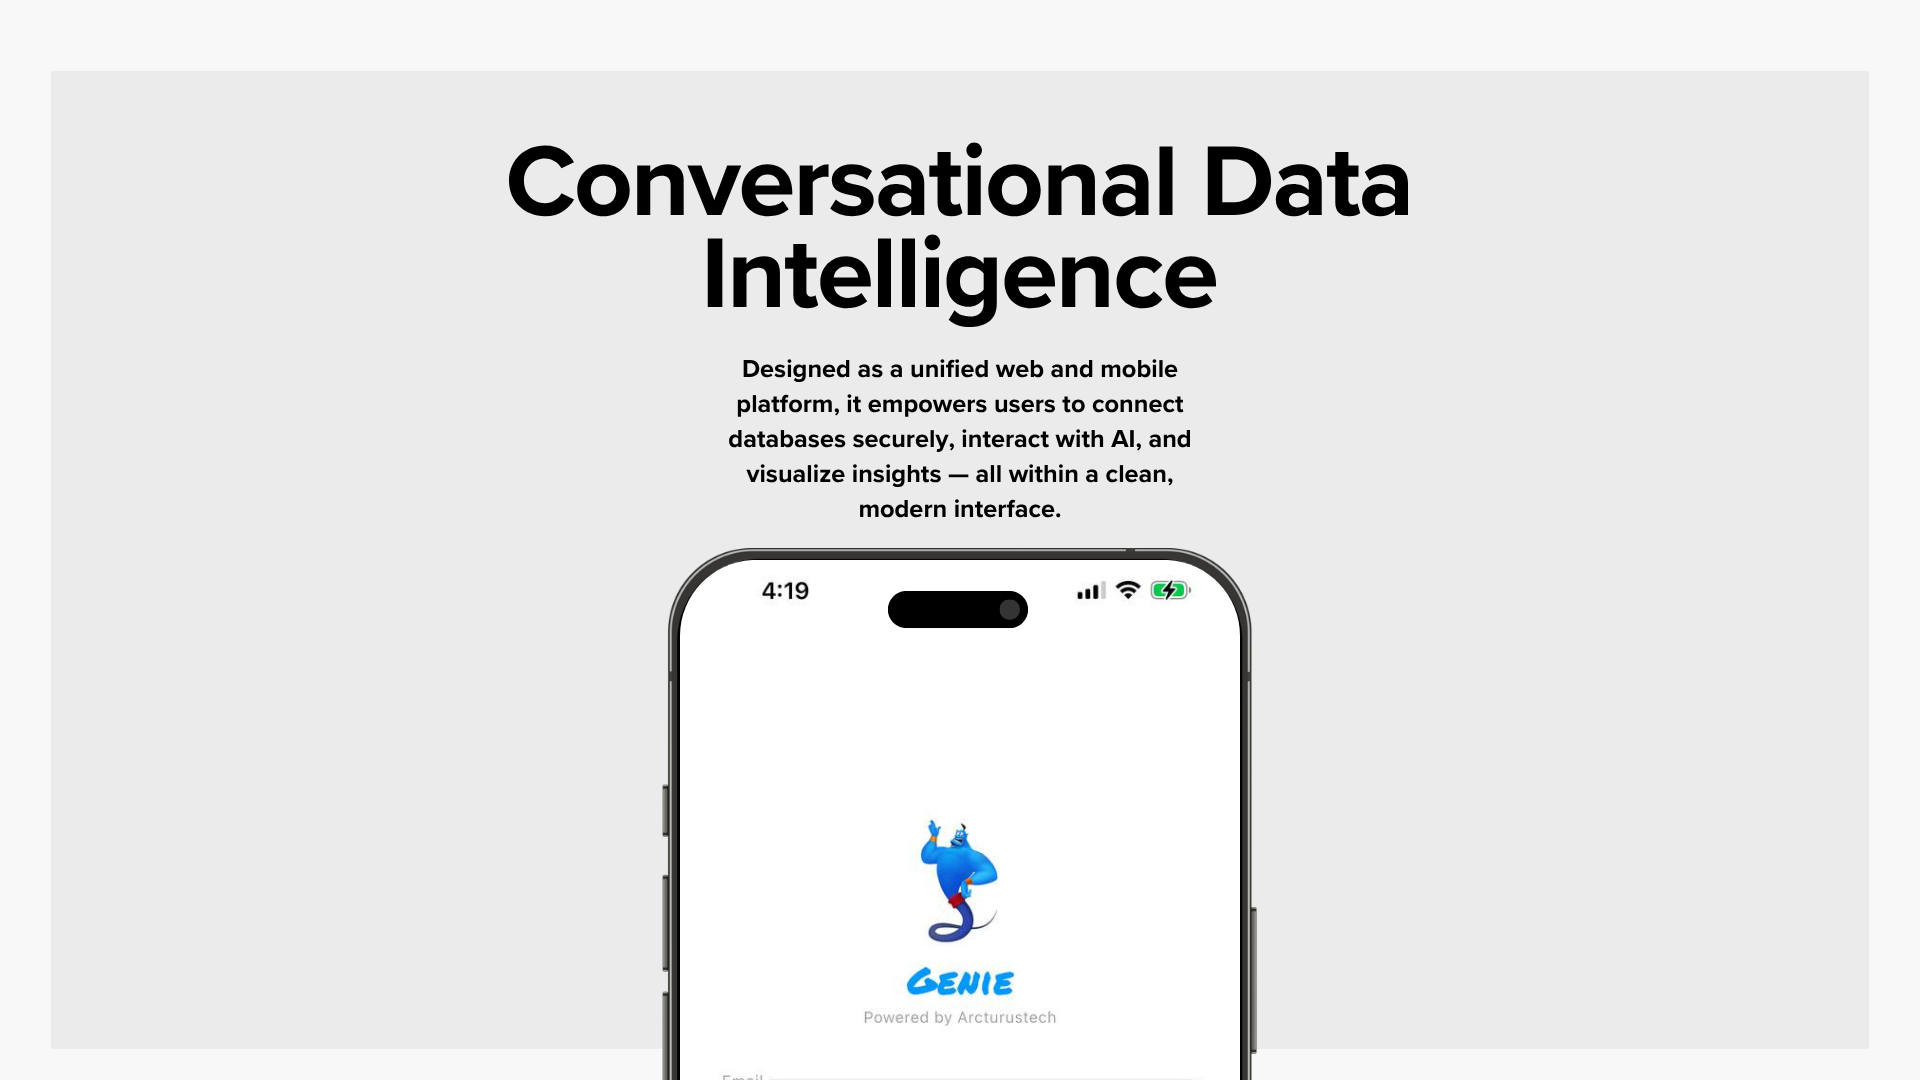 Conversational Data
Intelligence
Designed as a unified web and mobile
platform, it empowers users to connect
databases securely, interact with AI, and
visualize insights — all within a clean,
modern interface.
4:19
GENIE
Powered by Arcturustech
Email